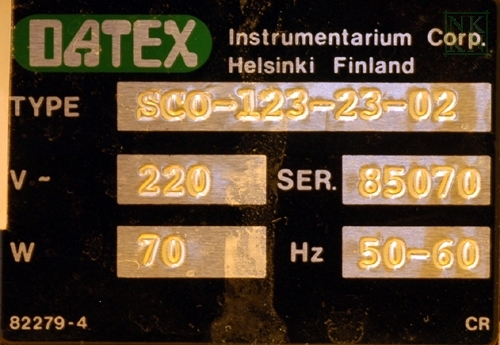 DATEX Instrumentarium Corp.
Helsinki Finland
TYPE SCO-123-23-02
V ~ 220 SER. 85070
W 70 Hz 50-60
82279-4 CR